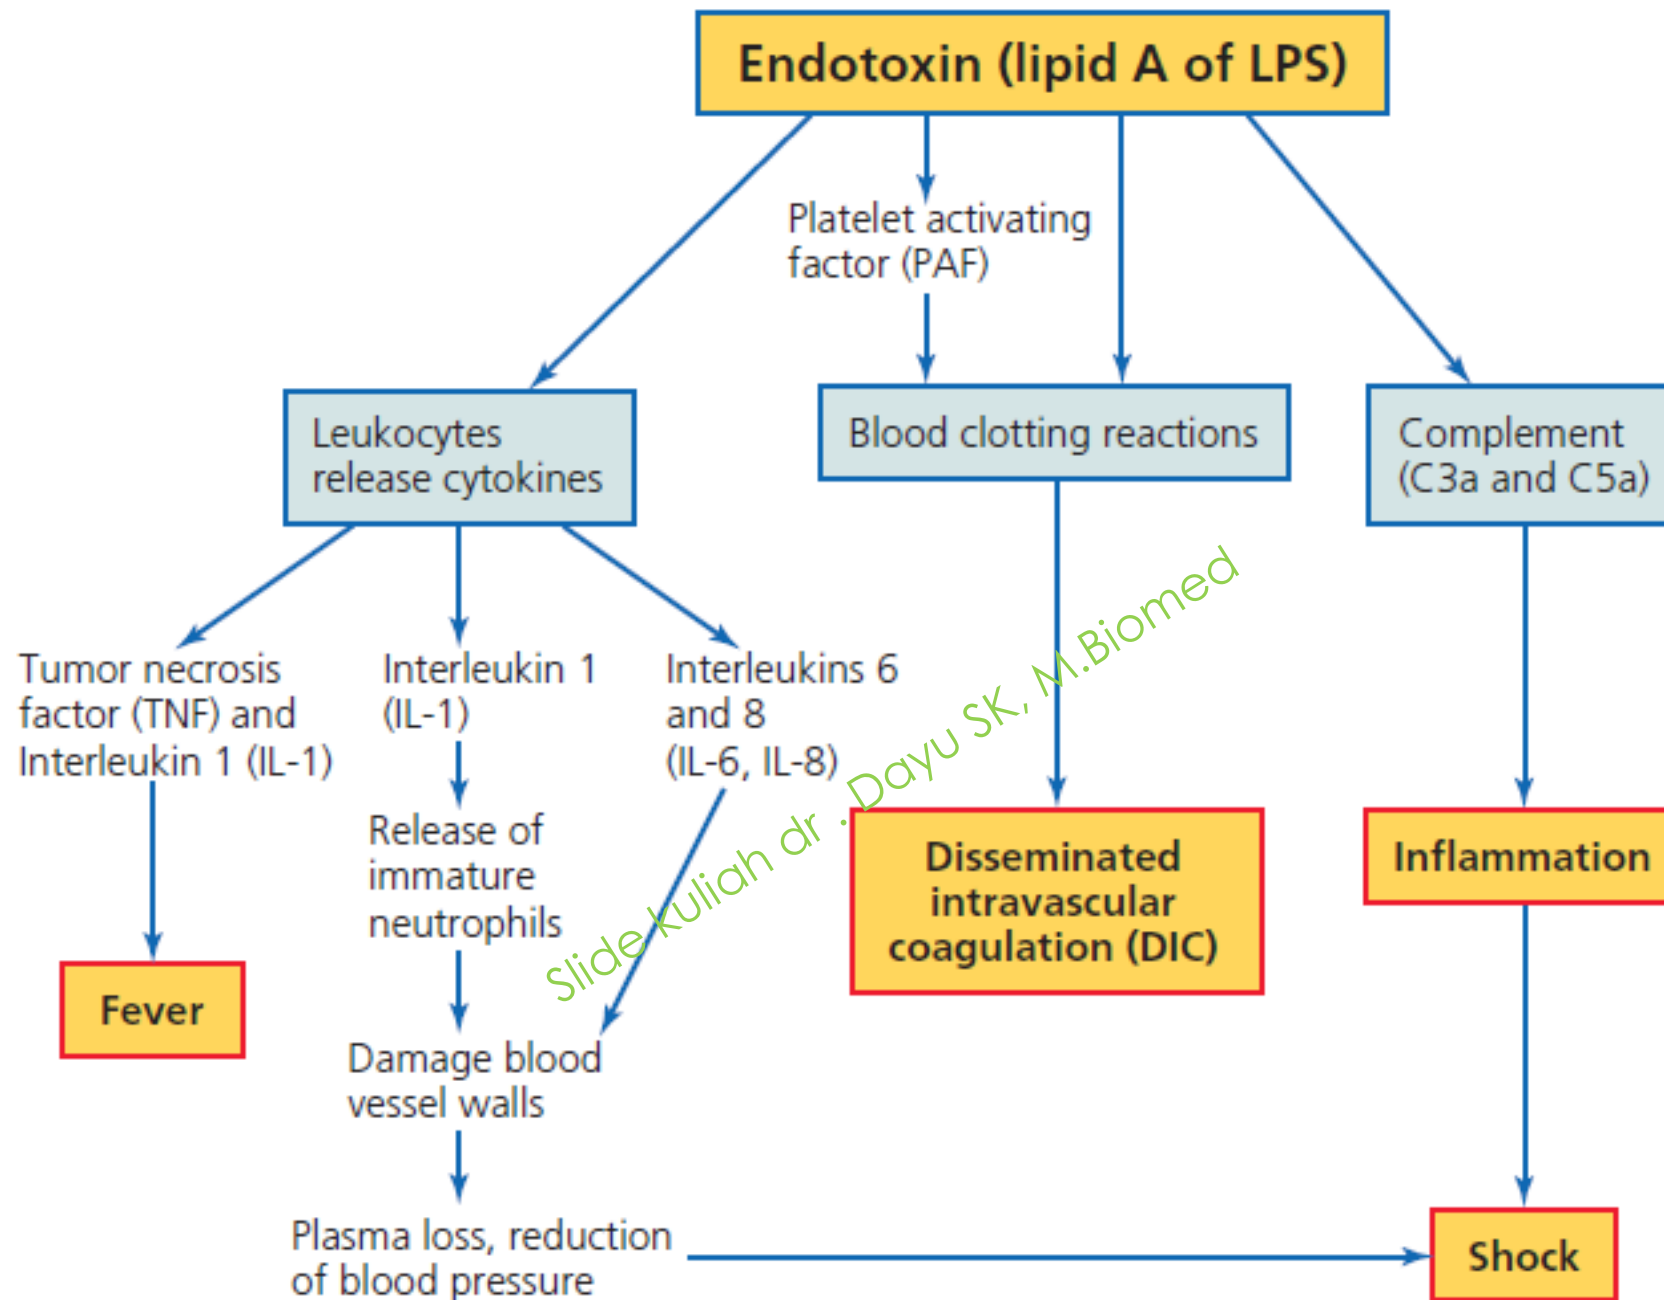 Endotoxin (lipid A of LPS)
Platelet activating
factor (PAF)
Leukocytes
release cytokines
Blood clotting reactions
Complement
(C3a and C5a)
Tumor necrosis
factor (TNF) and
Interleukin 1 (IL-1)
Interleukin 1
(IL-1)
Interleukins 6
and 8
(IL-6, IL-8)
Release of
immature
neutrophils
Slide kuliah dr . Dayu SK, M.Biomed
Disseminated
intravascular
coagulation (DIC)
Inflammation
Fever
Damage blood
vessel walls
Plasma loss, reduction
of blood pressure
Shock